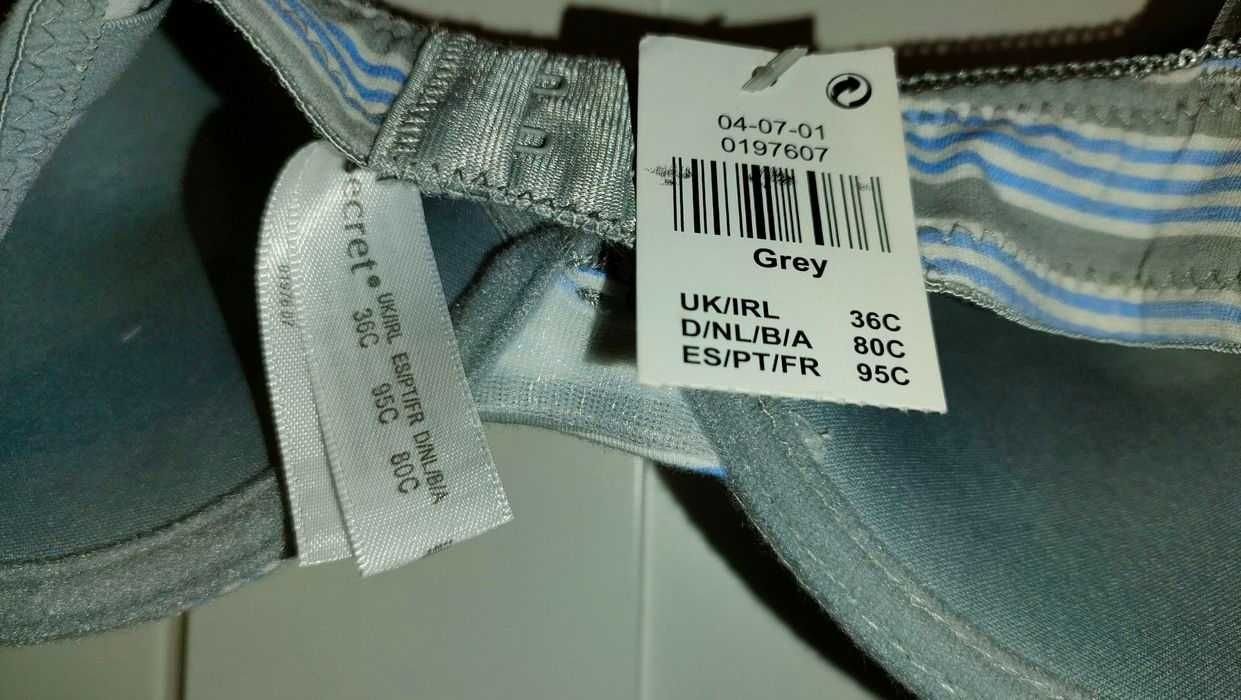 04-07-01
0197607
Grey
UK/IRL 36C
D/NL/B/A 80C
ES/PT/FR 95C
ecret®
UK/IRL ES/PT/FR D/NL/B/A
36C 95C 80C
0197607